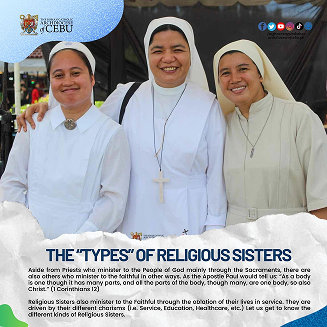 ARCHDIOCESE
of CEBU
THE "TYPES" OF RELIGIOUS SISTERS
Aside from Priests who minister to the People of God mainly through the Sacraments, there are
also others who minister to the faithful in other ways. As the Apostle Paul would tell us: "As a body
is one though it has many parts, and all the parts of the body, though many, are one body, so also
Christ." (1 Corinthians 12)
Religious Sisters also minister to the Faithful through the oblation of their lives in service. They are
driven by their different charisms (i.e. Service, Education, Healthcare, etc.) Let us get to know the
different kinds of Religious Sisters.